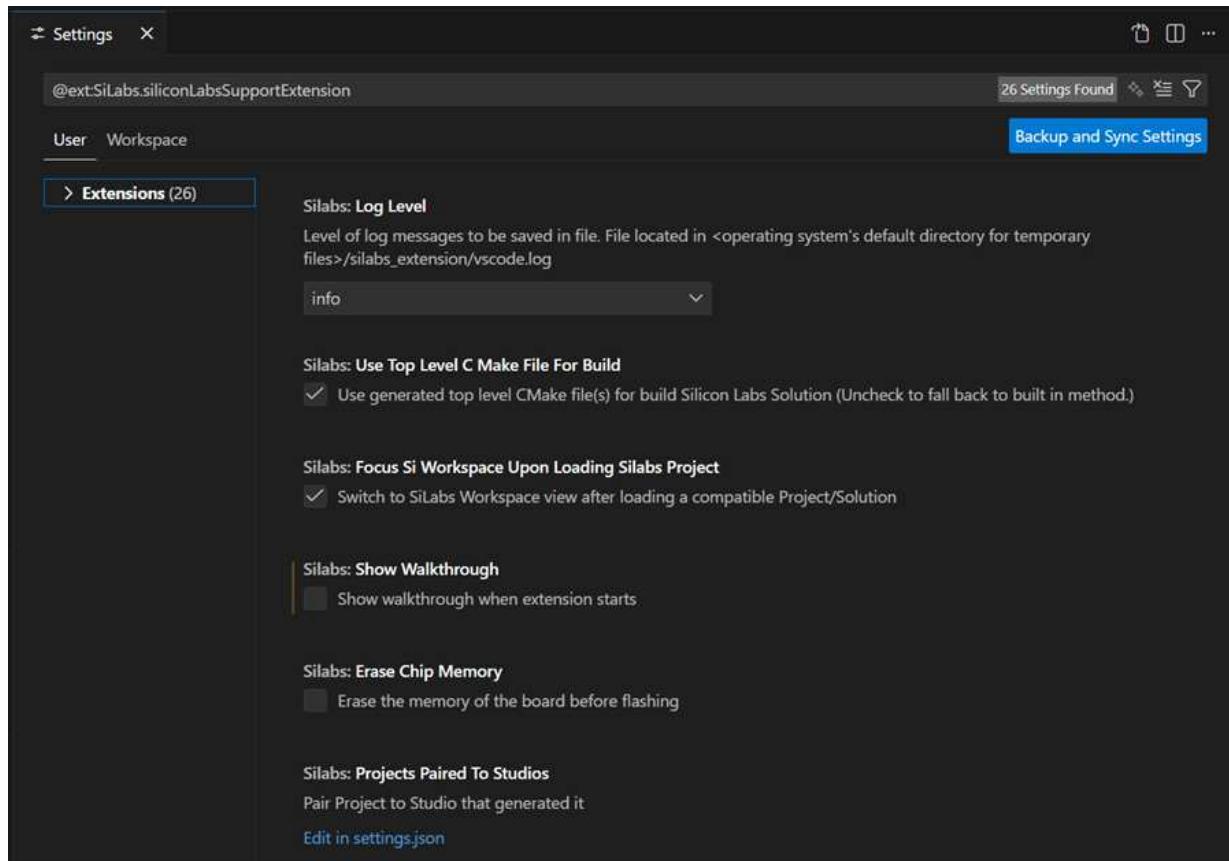 Settings
@ext:SiLabs.siliconLabsSupportExtension
26 Settings Found
User Workspace
Backup and Sync Settings
Extensions (26)
Silabs: Log Level
Level of log messages to be saved in file. File located in <operating system's default directory for temporary
files>/silabs_extension/vscode.log
info
Silabs: Use Top Level C Make File For Build
Use generated top level CMake file(s) for build Silicon Labs Solution (Uncheck to fall back to built in method.)
Silabs: Focus Si Workspace Upon Loading Silabs Project
Switch to SiLabs Workspace view after loading a compatible Project/Solution
Silabs: Show Walkthrough
Show walkthrough when extension starts
Silabs: Erase Chip Memory
Erase the memory of the board before flashing
Silabs: Projects Paired To Studios
Pair Project to Studio that generated it
Edit in settings.json